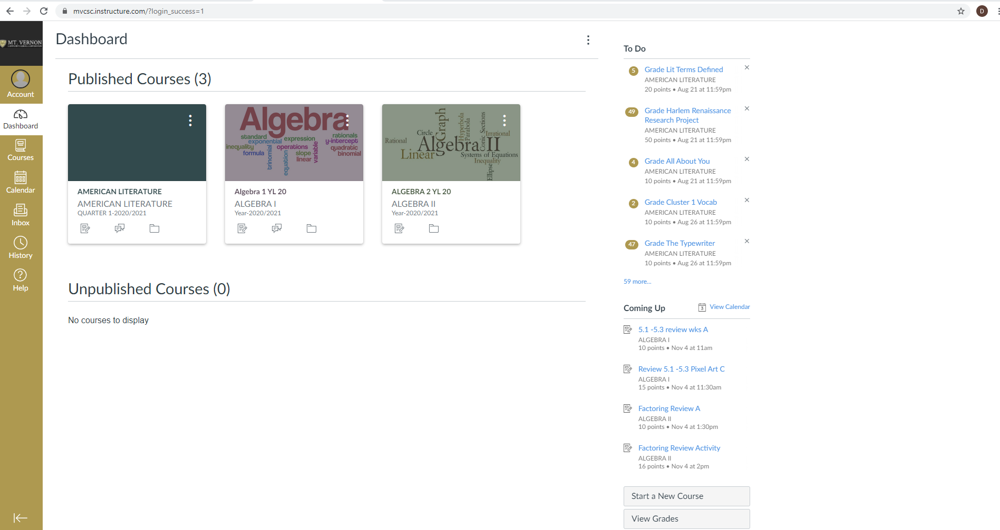 mvcsc.instructure.com/?login_success=1
D
MT. VERNON
COMMUNITY SCHOOL CORPORATION
Account
Dashboard
Courses
Calendar
Inbox
History
Help
Dashboard
Published Courses (3)
AMERICAN LITERATURE
AMERICAN LITERATURE
QUARTER 1-2020/2021
Algebra
standard
expression
rationals
exponential
y-intercept
inequality
operations
quadratic
formula
trinomial
equation
slope
linear
variable
binomial
Algebra 1 YL 20
ALGEBRA I
Year-2020/2021
Graph
Hyperbola
Parabola
Conic Sections
Circle
Irrational
Rational
Algebra II
Linear
Systems of Equations
Inequality
Ellipse
ALGEBRA 2 YL 20
ALGEBRA II
Year-2020/2021
Unpublished Courses (0)
No courses to display
To Do
5
Grade Lit Terms Defined
AMERICAN LITERATURE
20 points • Aug 21 at 11:59pm
49
Grade Harlem Renaissance
Research Project
AMERICAN LITERATURE
50 points • Aug 21 at 11:59pm
4
Grade All About You
AMERICAN LITERATURE
10 points • Aug 21 at 11:59pm
2
Grade Cluster 1 Vocab
AMERICAN LITERATURE
10 points • Aug 26 at 11:59pm
47
Grade The Typewriter
AMERICAN LITERATURE
10 points • Aug 26 at 11:59pm
59 more...
Coming Up
3
View Calendar
5.1 -5.3 review wks A
ALGEBRA I
10 points • Nov 4 at 11am
Review 5.1 -5.3 Pixel Art C
ALGEBRA I
15 points • Nov 4 at 11:30am
Factoring Review A
ALGEBRA II
10 points • Nov 4 at 1:30pm
Factoring Review Activity
ALGEBRA II
16 points • Nov 4 at 2pm
Start a New Course
View Grades